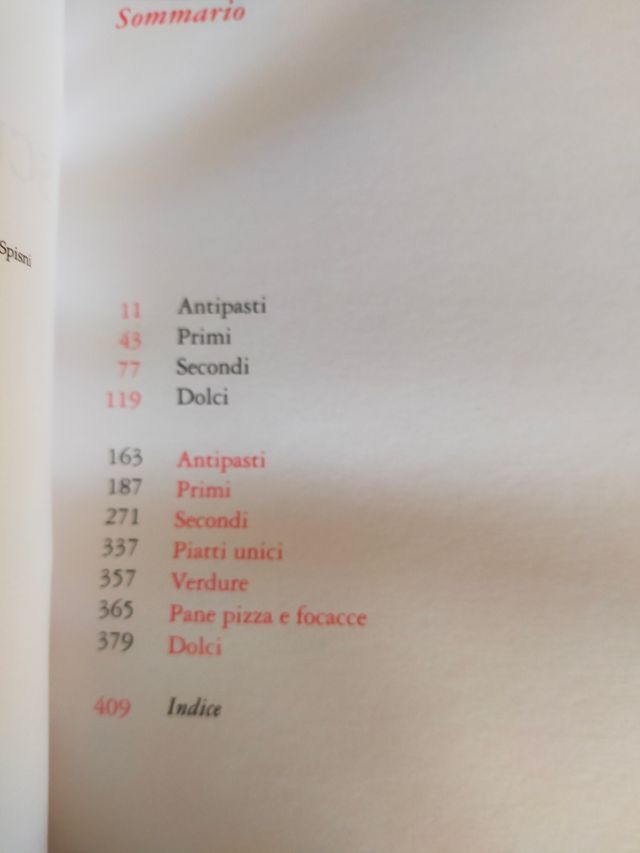 Sommario
Spisni
11 Antipasti
43 Primi
77 Secondi
119 Dolci
163 Antipasti
187 Primi
271 Secondi
337 Piatti unici
357 Verdure
365 Pane pizza e focacce
379 Dolci
409 Indice